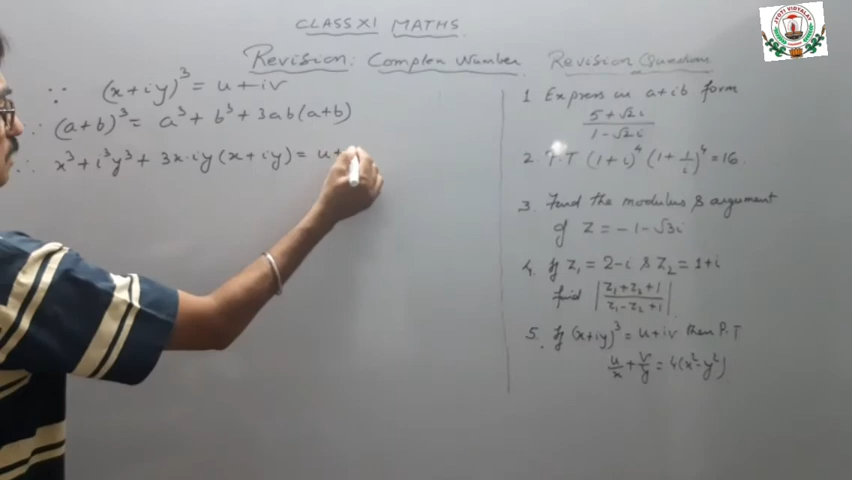 CLASS XI MATHS
Revision: Complex Number
∵ (x+iy)³ = u+iv
∵ (a+b)³ = a³ + b³ + 3ab(a+b)
∴ x³ + i³y³ + 3x·iy(x+iy) = u+
Revision Question
1 Express in a+ib form
5+√2i
1-√2i
2. P.T (1+i)⁴ (1+1/i)⁴ = 16.
3. Find the modulus & argument
of Z = -1-√3i
4. If Z₁ = 2-i & Z₂ = 1+i
find |(Z₁+Z₂+1)/(Z₁-Z₂+1)|
5. If (x+iy)³ = u+iv then P.T
u/x + v/y = 4(x²-y²)
JYOTI VIDYALAY